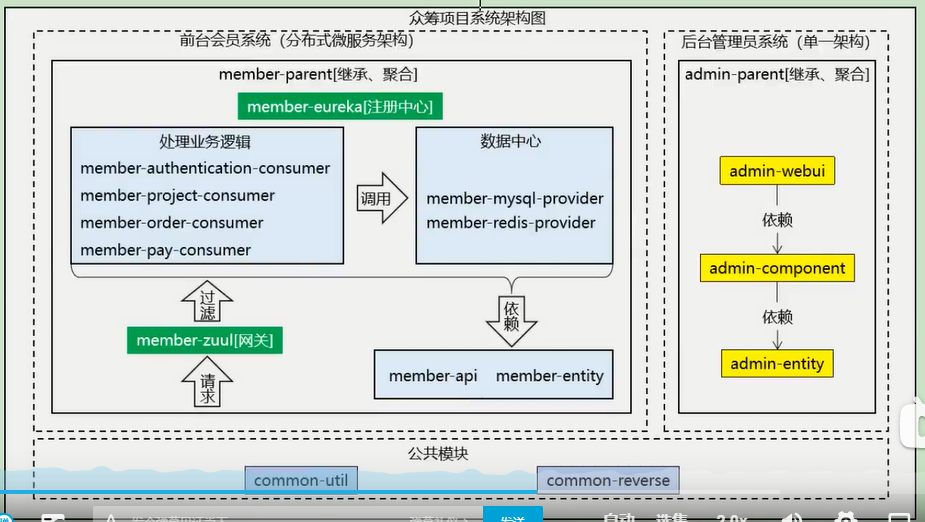 众筹项目系统架构图
前台会员系统（分布式微服务架构）
后台管理员系统（单一架构）
member-parent[继承、聚合]
admin-parent[继承、聚合]
member-eureka[注册中心]
处理业务逻辑
member-authentication-consumer
member-project-consumer
member-order-consumer
member-pay-consumer
调用
数据中心
member-mysql-provider
member-redis-provider
过滤
member-zuul[网关]
请求
依赖
member-api member-entity
admin-webui
依赖
admin-component
依赖
admin-entity
公共模块
common-util
common-reverse
发送
自动
选集
2.0x